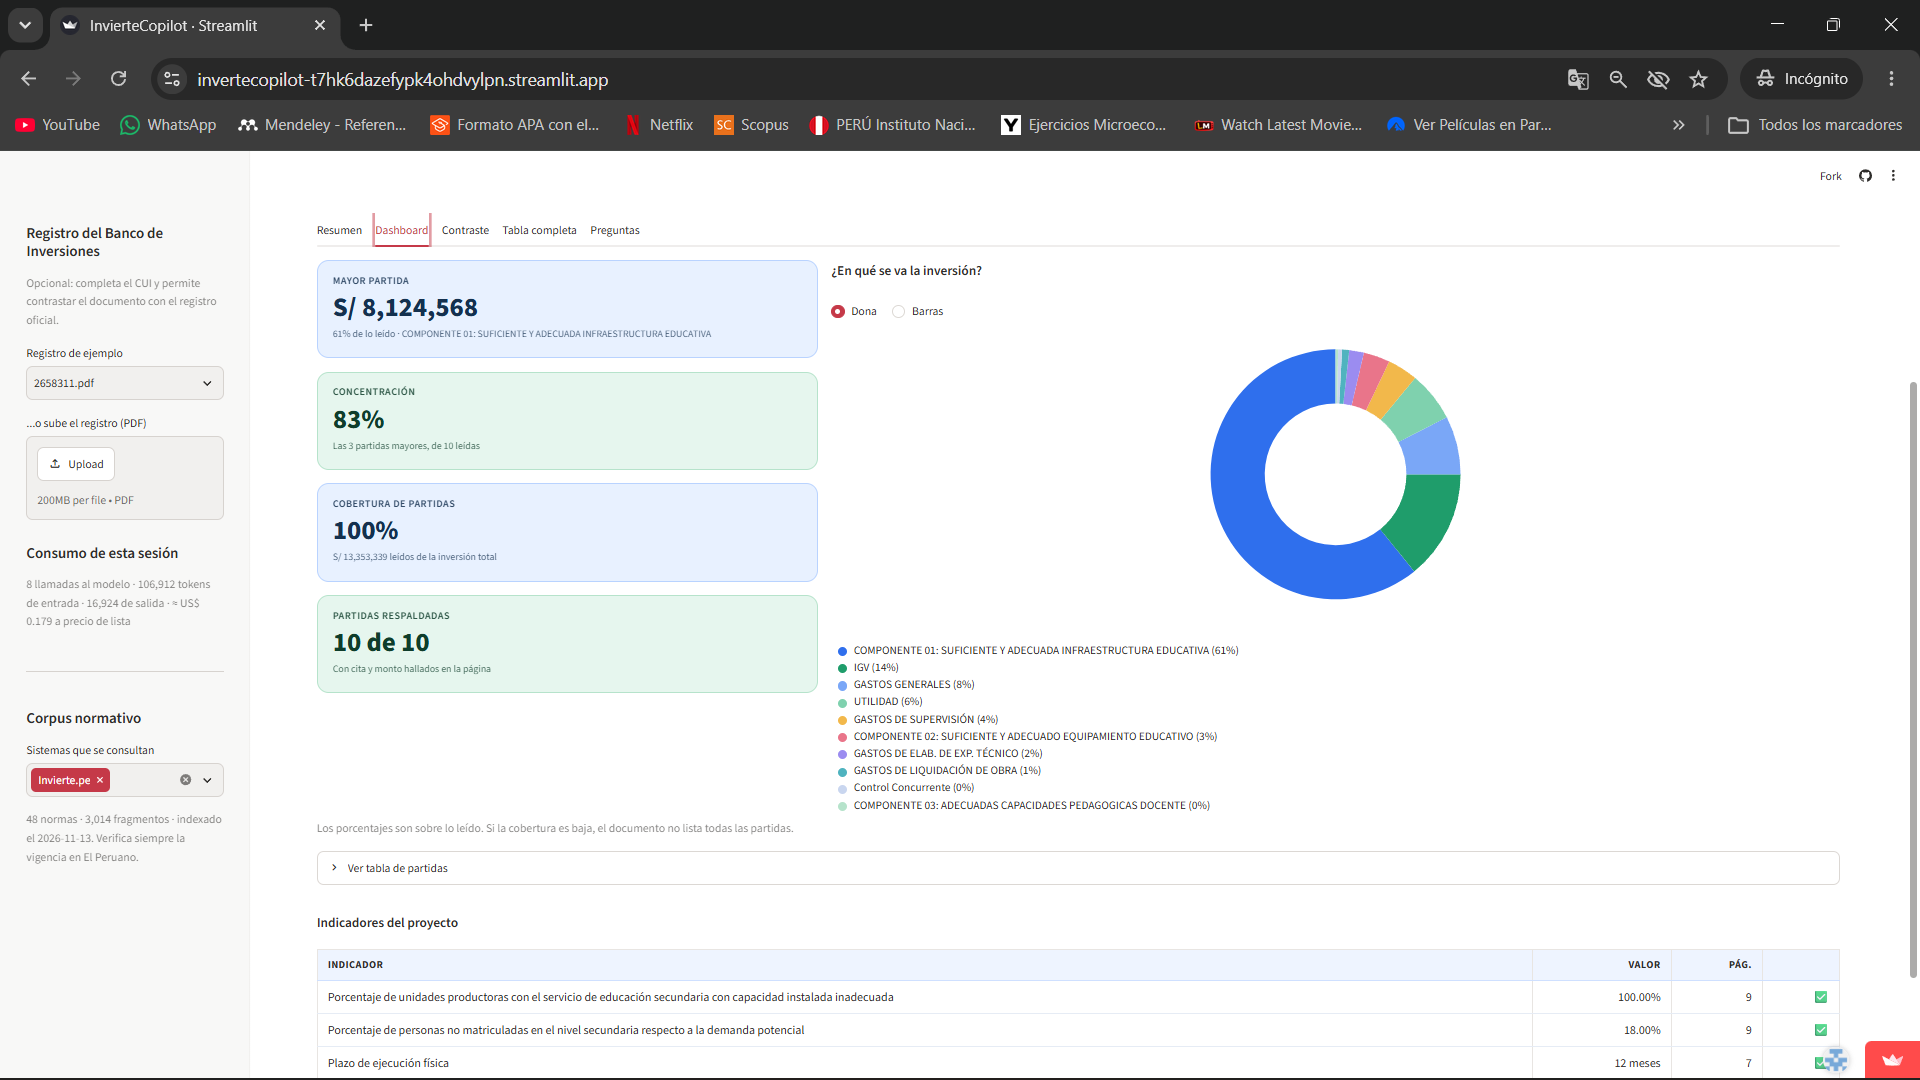 InvierteCopilot · Streamlit
invertecopilot-t7hk6dazefypk4ohdvylpn.streamlit.app
Incógnito
YouTube
WhatsApp
Mendeley - Referen...
Formato APA con el...
Netflix
SC Scopus
PERÚ Instituto Naci...
Y Ejercicios Microeco...
LM Watch Latest Movie...
Ver Películas en Par...
»
Todos los marcadores
Fork
Registro del Banco de
Inversiones
Opcional: completa el CUI y permite
contrastar el documento con el registro
oficial.
Registro de ejemplo
2658311.pdf
...o sube el registro (PDF)
Upload
200MB per file • PDF
Consumo de esta sesión
8 llamadas al modelo · 106,912 tokens
de entrada · 16,924 de salida · ≈ US$
0.179 a precio de lista
Corpus normativo
Sistemas que se consultan
Invierte.pe
48 normas · 3,014 fragmentos · indexado
el 2026-11-13. Verifica siempre la
vigencia en El Peruano.
Resumen
Dashboard
Contraste
Tabla completa
Preguntas
MAYOR PARTIDA
S/ 8,124,568
61% de lo leído · COMPONENTE 01: SUFICIENTE Y ADECUADA INFRAESTRUCTURA EDUCATIVA
CONCENTRACIÓN
83%
Las 3 partidas mayores, de 10 leídas
COBERTURA DE PARTIDAS
100%
S/ 13,353,339 leídos de la inversión total
PARTIDAS RESPALDADAS
10 de 10
Con cita y monto hallados en la página
¿En qué se va la inversión?
Dona
Barras
COMPONENTE 01: SUFICIENTE Y ADECUADA INFRAESTRUCTURA EDUCATIVA (61%)
IGV (14%)
GASTOS GENERALES (8%)
UTILIDAD (6%)
GASTOS DE SUPERVISIÓN (4%)
COMPONENTE 02: SUFICIENTE Y ADECUADO EQUIPAMIENTO EDUCATIVO (3%)
GASTOS DE ELAB. DE EXP. TÉCNICO (2%)
GASTOS DE LIQUIDACIÓN DE OBRA (1%)
Control Concurrente (0%)
COMPONENTE 03: ADECUADAS CAPACIDADES PEDAGOGICAS DOCENTE (0%)
Los porcentajes son sobre lo leído. Si la cobertura es baja, el documento no lista todas las partidas.
Ver tabla de partidas
Indicadores del proyecto
INDICADOR VALOR PÁG.
Porcentaje de unidades productoras con el servicio de educación secundaria con capacidad instalada inadecuada 100.00% 9
Porcentaje de personas no matriculadas en el nivel secundaria respecto a la demanda potencial 18.00% 9
Plazo de ejecución física 12 meses 7